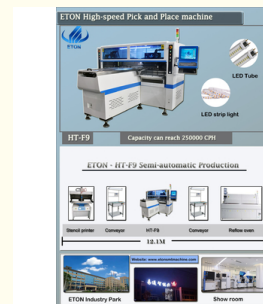 ETON High-speed Pick and Place machine
ETON
LED Tube
LED strip light
HT-F9
Capacity can reach 250000 CPH
ETON - HT-F9 Semi-automatic Production
Stencil printer
Conveyor
HT-F9
Conveyor
Reflow oven
12.1M
ETON Industry Park
Show room